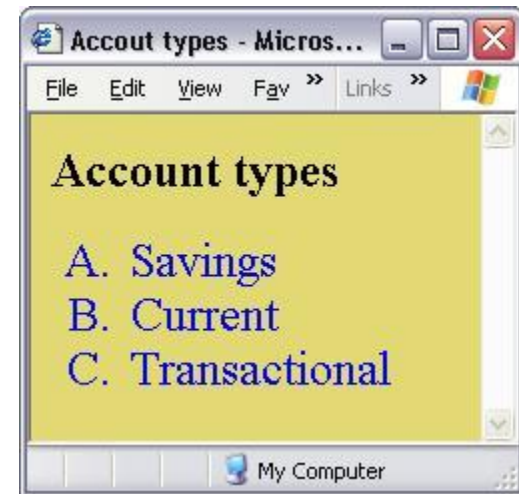 Accout types - Micros...
File Edit View Fav » Links »
Account types
A. Savings
B. Current
C. Transactional
My Computer